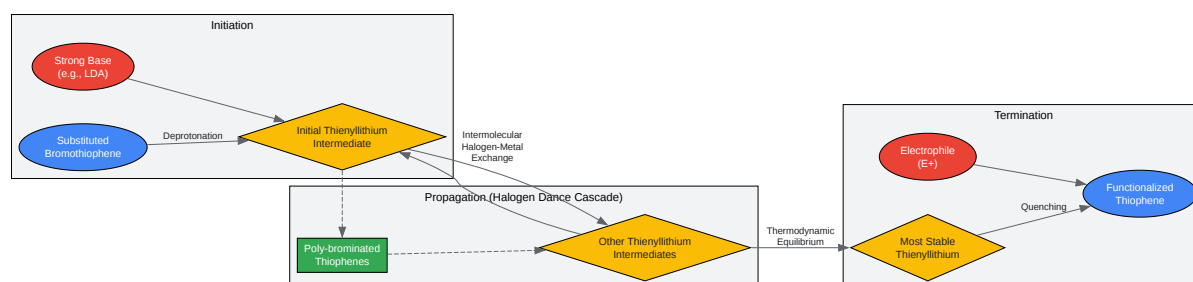 Initiation
Strong Base
(e.g., LDA)
Substituted
Bromothiophene
Deprotonation
Initial Thienyllithium
Intermediate
Intermolecular
Halogen-Metal
Exchange
Propagation (Halogen Dance Cascade)
Poly-brominated
Thiophenes
Other Thienyllithium
Intermediates
Thermodynamic
Equilibrium
Termination
Electrophile
(E+)
Functionalized
Thiophene
Quenching
Most Stable
Thienyllithium